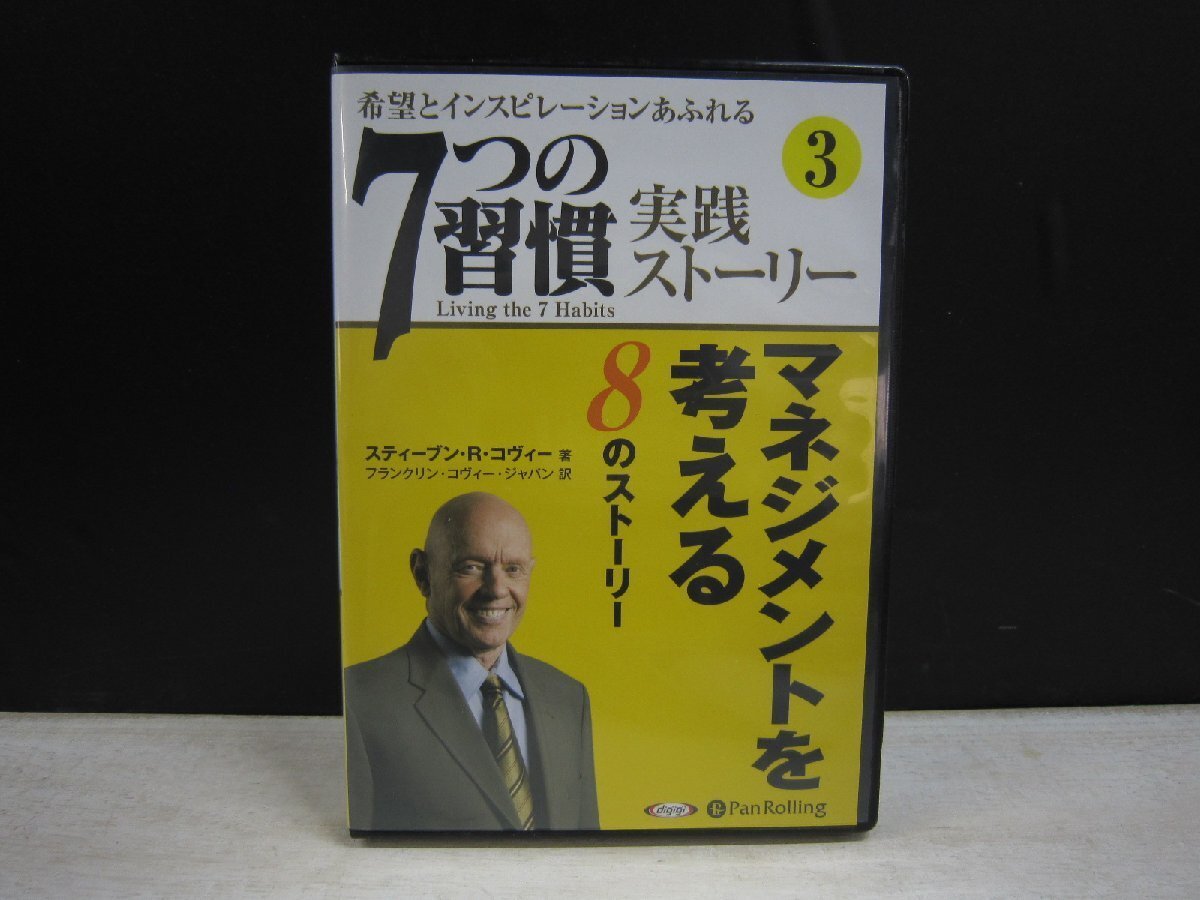 希望とインスピレーションあふれる
7つの習慣
実践ストーリー
Living the 7 Habits
3
マネジメントを
考える
8のストーリー
スティーブン・R・コヴィー 著
フランクリン・コヴィー・ジャパン 訳
digigi
PanRolling